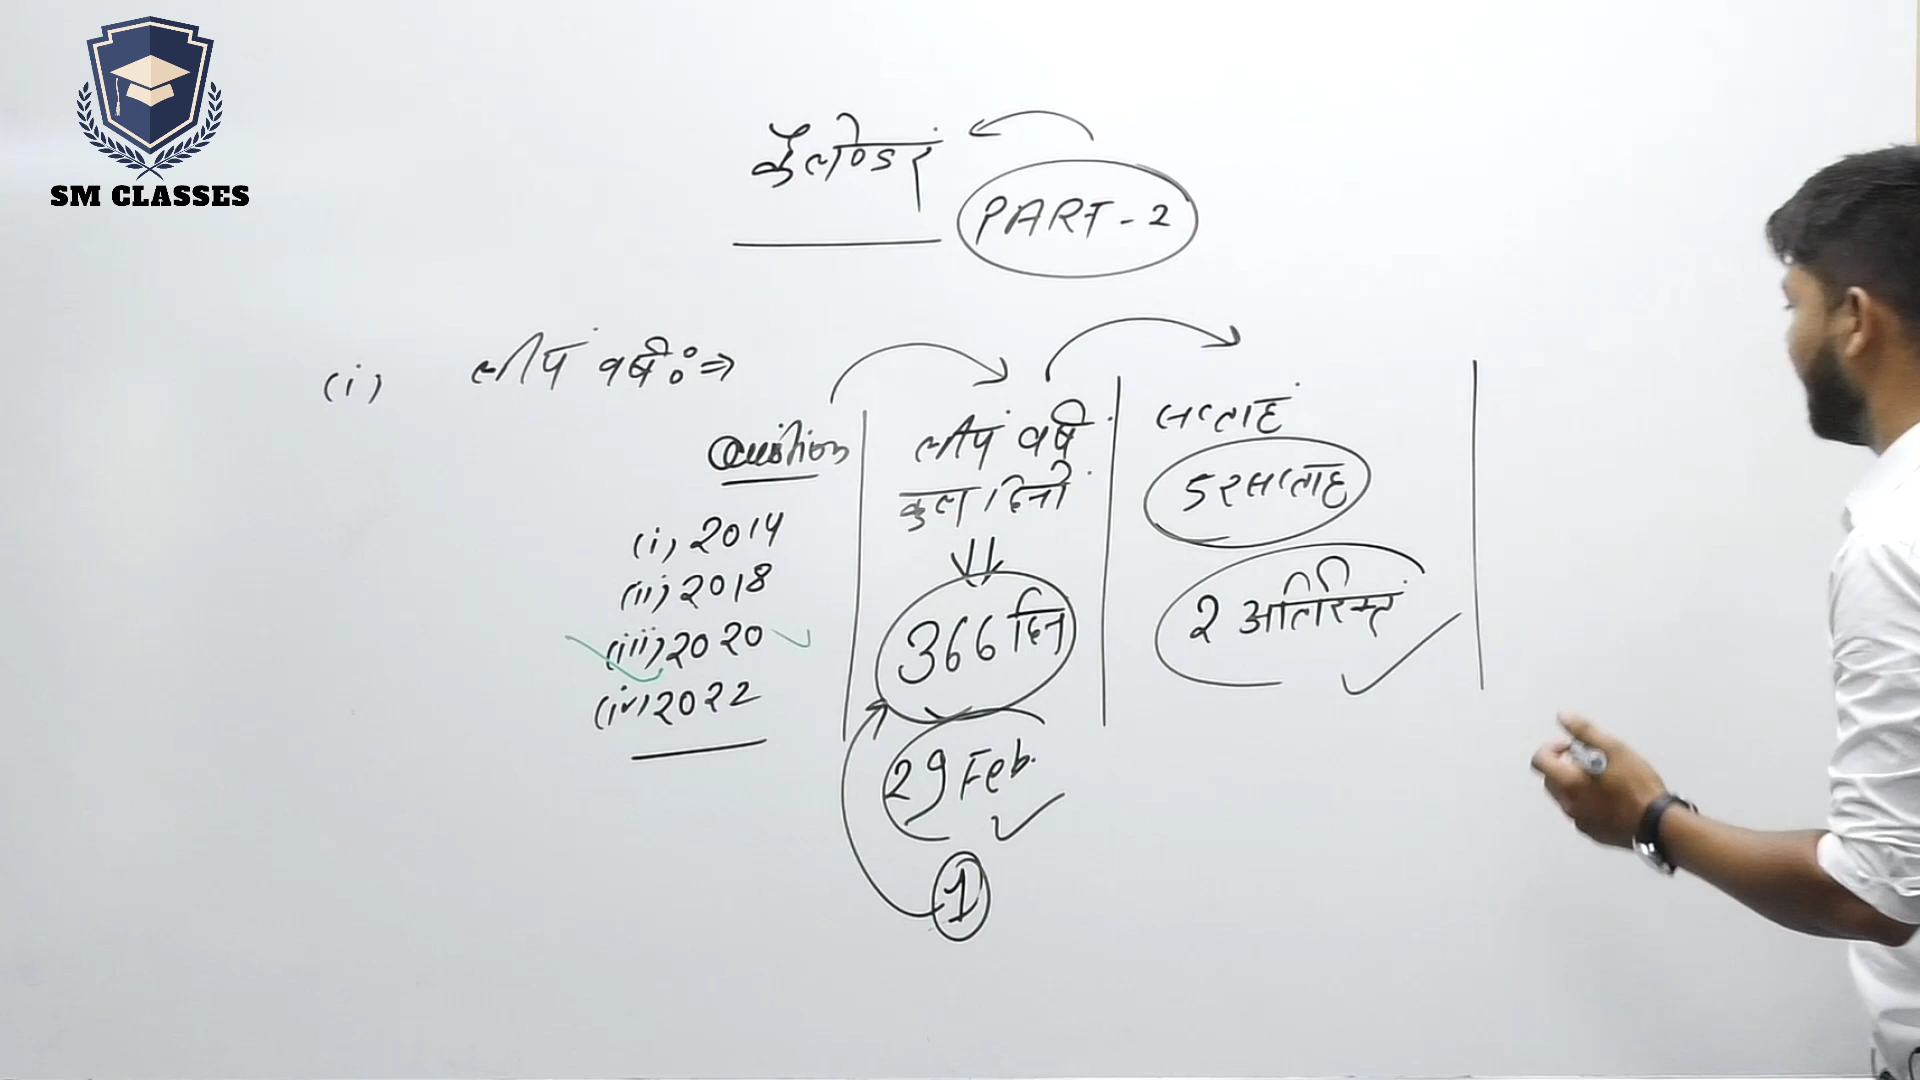 SM CLASSES
कैलेण्डर
PART-2
(i) लीप वर्ष :⇒
Question
(i) 2014
(ii) 2018
(iii) 2020
(iv) 2022
लीप वर्ष
कुल दिनों
366 दिन
29 Feb.
1
सप्ताह
52 सप्ताह
2 अतिरिक्त